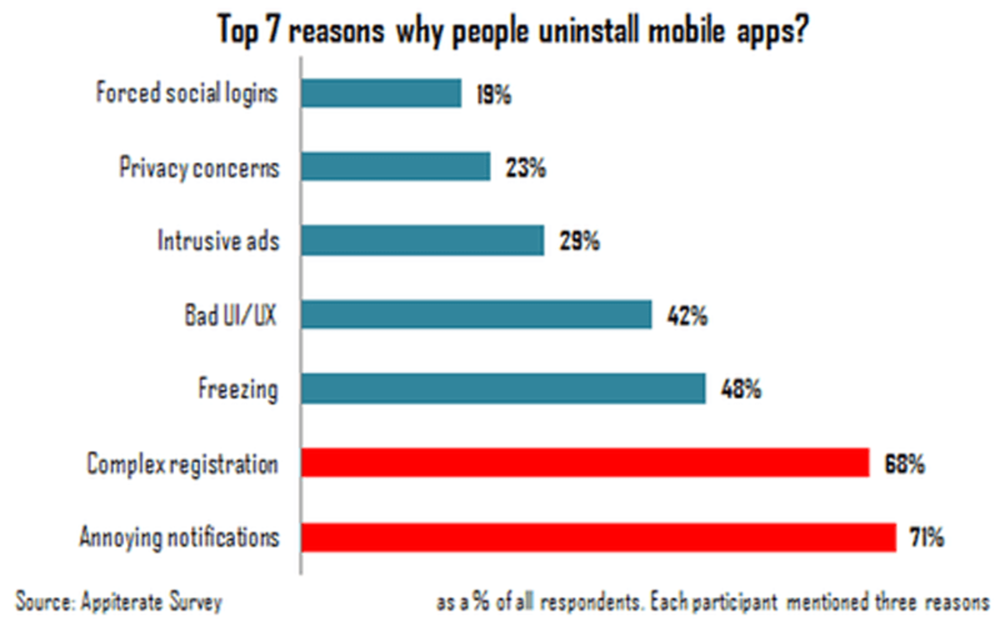 Top 7 reasons why people uninstall mobile apps?
Forced social logins 19%
Privacy concerns 23%
Intrusive ads 29%
Bad UI/UX 42%
Freezing 48%
Complex registration 68%
Annoying notifications 71%
Source: Appiterate Survey as a % of all respondents. Each participant mentioned three reasons